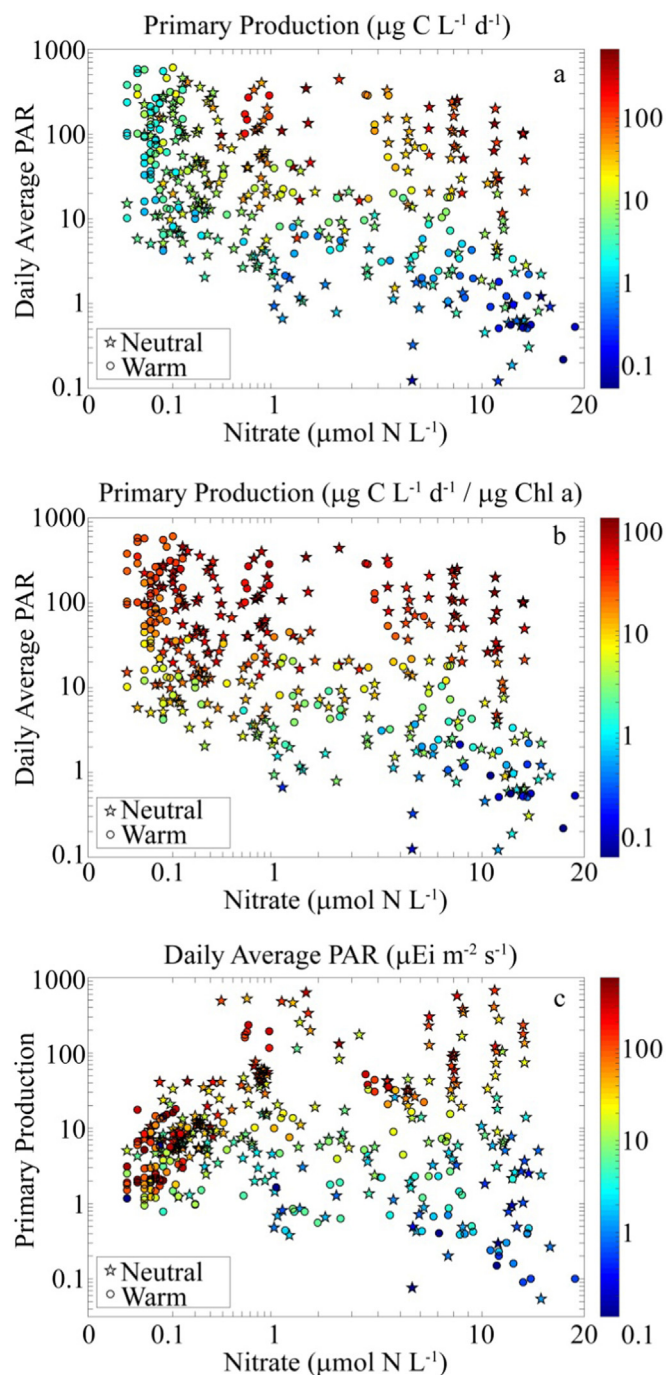 Primary Production (µg C L⁻¹ d⁻¹)
a
1000
100
10
1
0.1
Daily Average PAR
☆ Neutral
○ Warm
0 0.1 1 10 20
Nitrate (µmol N L⁻¹)
100
10
1
0.1
Primary Production (µg C L⁻¹ d⁻¹ / µg Chl a)
b
1000
100
10
1
0.1
Daily Average PAR
☆ Neutral
○ Warm
0 0.1 1 10 20
Nitrate (µmol N L⁻¹)
100
10
1
0.1
Daily Average PAR (µEi m⁻² s⁻¹)
c
1000
100
10
1
0.1
Primary Production
☆ Neutral
○ Warm
0 0.1 1 10 20
Nitrate (µmol N L⁻¹)
100
10
1
0.1